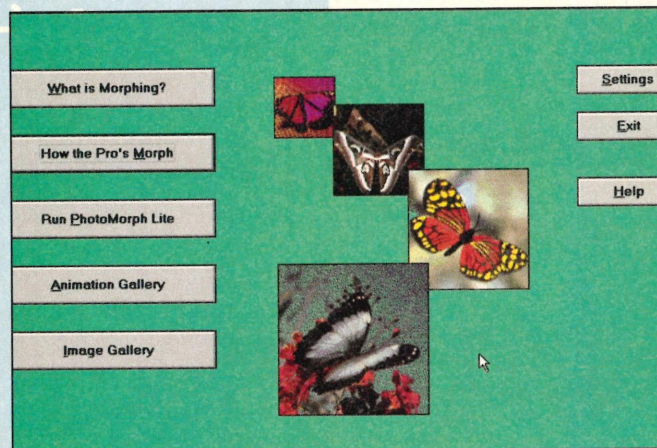 What is Morphing?
How the Pro's Morph
Run PhotoMorph Lite
Animation Gallery
Image Gallery
Settings
Exit
Help